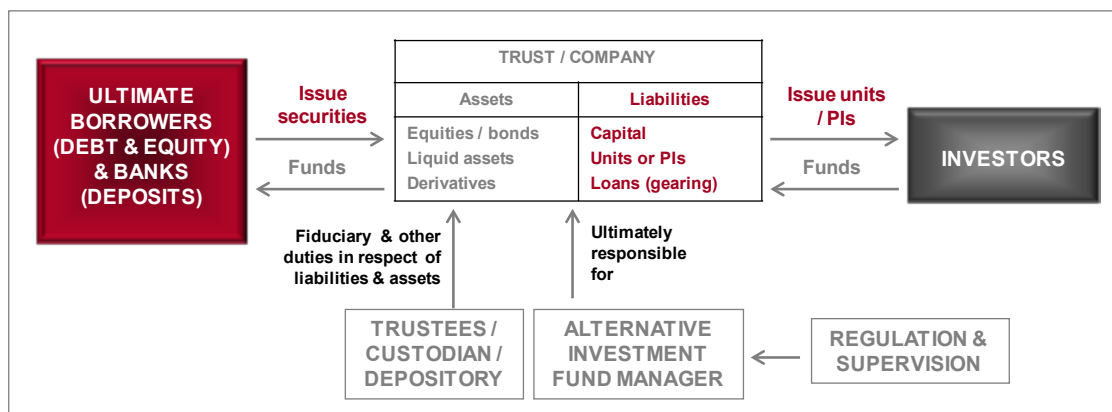 TRUST / COMPANY
Assets
Liabilities
Equities / bonds
Liquid assets
Derivatives
Capital
Units or PIs
Loans (gearing)
ULTIMATE
BORROWERS
(DEBT & EQUITY)
& BANKS
(DEPOSITS)
Issue
securities
Funds
Issue units
/ PIs
Funds
INVESTORS
Fiduciary & other
duties in respect of
liabilities & assets
Ultimately
responsible
for
TRUSTEES /
CUSTODIAN /
DEPOSITORY
ALTERNATIVE
INVESTMENT
FUND MANAGER
REGULATION &
SUPERVISION